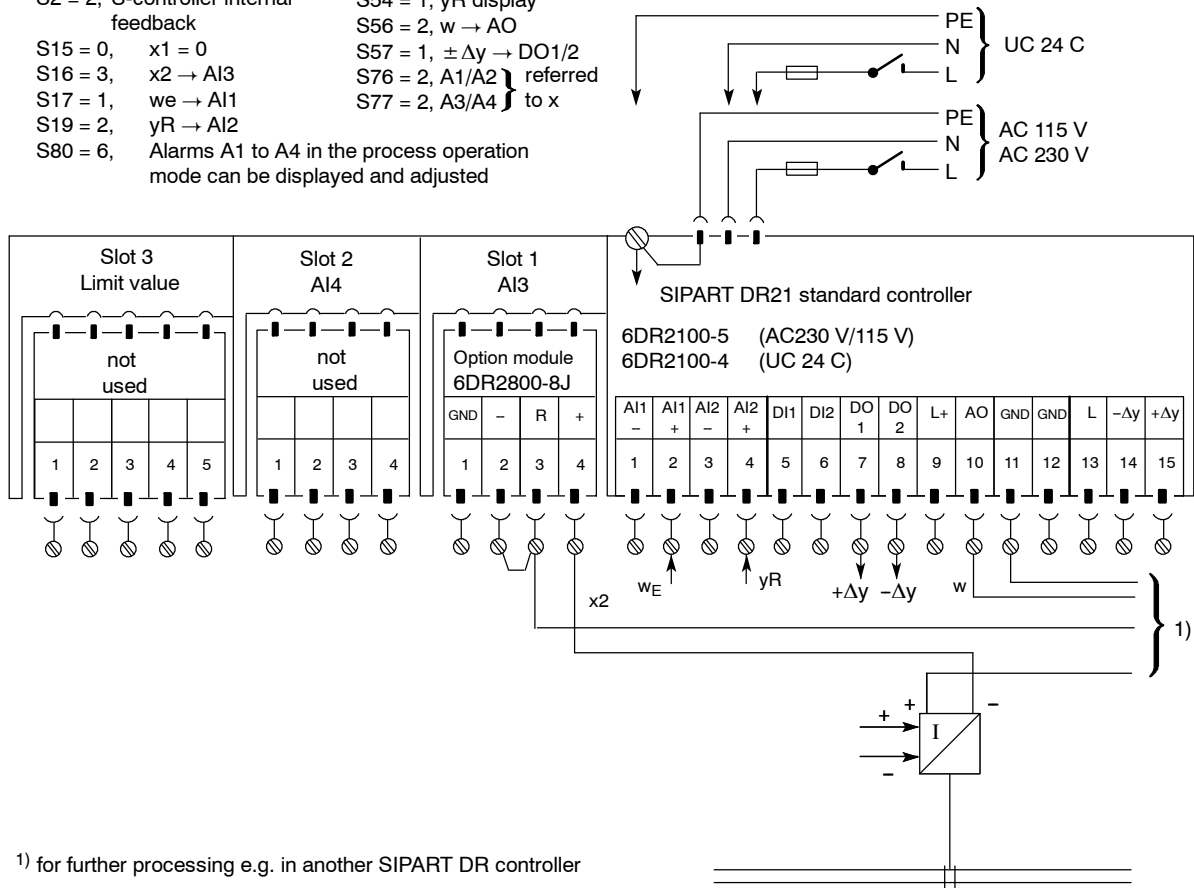 S2 = 2, S-controller internal
feedback
S15 = 0, x1 = 0
S16 = 3, x2 → AI3
S17 = 1, we → AI1
S19 = 2, yR → AI2
S80 = 6, Alarms A1 to A4 in the process operation
mode can be displayed and adjusted
S54 = 1, yR display
S56 = 2, w → AO
S57 = 1, ± Δy → DO1/2
S76 = 2, A1/A2 } referred
S77 = 2, A3/A4 } to x
PE
N
L
UC 24 C
PE
N
L
AC 115 V
AC 230 V
Slot 3
Limit value
not
used
1 2 3 4 5
Slot 2
AI4
not
used
1 2 3 4
Slot 1
AI3
Option module
6DR2800-8J
GND – R +
1 2 3 4
SIPART DR21 standard controller
6DR2100-5 (AC230 V/115 V)
6DR2100-4 (UC 24 C)
AI1 – AI1 + AI2 – AI2 + DI1 DI2 DO 1 DO 2 L+ AO GND GND L –Δy +Δy
1 2 3 4 5 6 7 8 9 10 11 12 13 14 15
wE
yR
+Δy –Δy
w
x2
1)
+ –
+
I
–
1) for further processing e.g. in another SIPART DR controller